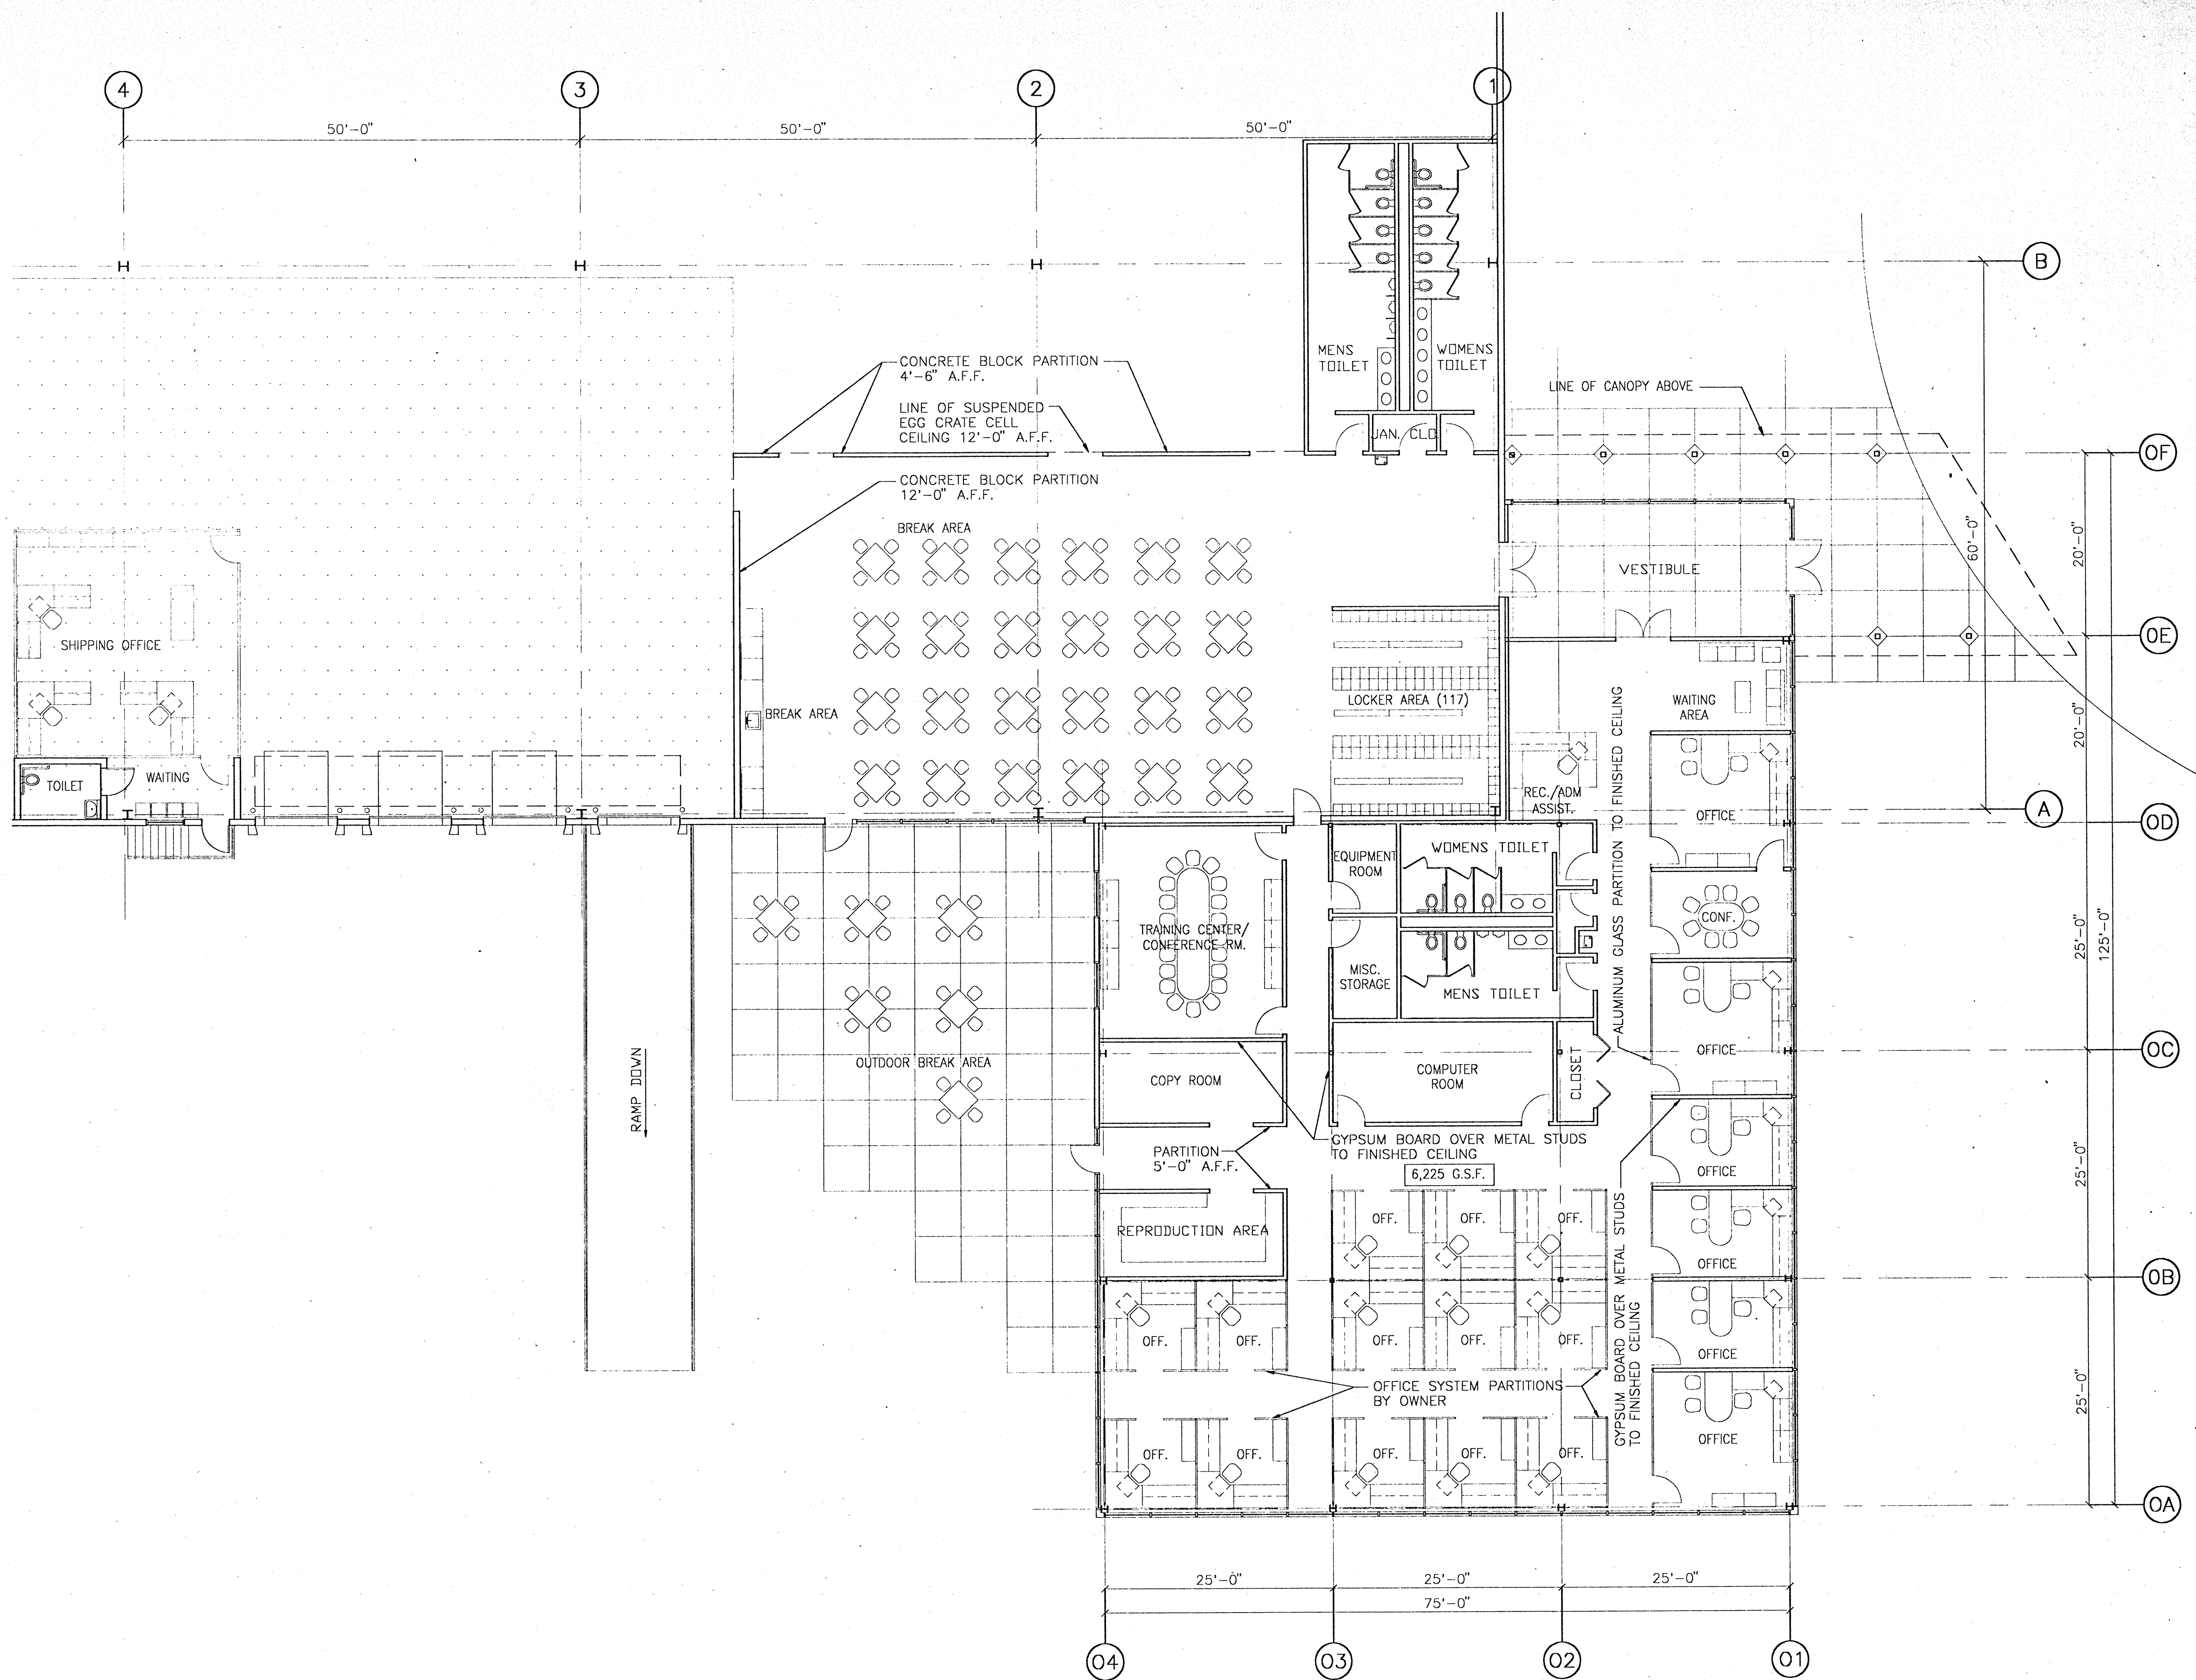 4
3
2
1
50'-0"
50'-0"
50'-0"
B
CONCRETE BLOCK PARTITION
4'-6" A.F.F.
MENS
TOILET
WOMENS
TOILET
LINE OF CANOPY ABOVE
LINE OF SUSPENDED
EGG CRATE CELL
CEILING 12'-0" A.F.F.
JAN. CLO
OF
CONCRETE BLOCK PARTITION
12'-0" A.F.F.
BREAK AREA
60'-0"
20'-0"
VESTIBULE
OE
SHIPPING OFFICE
LOCKER AREA (117)
WAITING
AREA
BREAK AREA
20'-0"
TOILET
WAITING
REC./ADM
ASSIST.
ALUMINUM GLASS PARTITION TO FINISHED CEILING
OFFICE
A
OD
EQUIPMENT
ROOM
WOMENS TOILET
TRAINING CENTER/
CONFERENCE RM.
CONF.
25'-0"
125'-0"
MISC.
STORAGE
MENS TOILET
OFFICE
OC
OUTDOOR BREAK AREA
COPY ROOM
COMPUTER
ROOM
CLOSET
RAMP DOWN
PARTITION
5'-0" A.F.F.
GYPSUM BOARD OVER METAL STUDS
TO FINISHED CEILING
6,225 G.S.F.
OFFICE
25'-0"
REPRODUCTION AREA
OFF.
OFF.
OFF.
GYPSUM BOARD OVER METAL STUDS
TO FINISHED CEILING
OFFICE
OB
OFF.
OFF.
OFF.
OFF.
OFF.
OFFICE
OFFICE SYSTEM PARTITIONS
BY OWNER
25'-0"
OFF.
OFF.
OFF.
OFF.
OFF.
OFFICE
OA
25'-0"
25'-0"
25'-0"
75'-0"
04
03
02
01